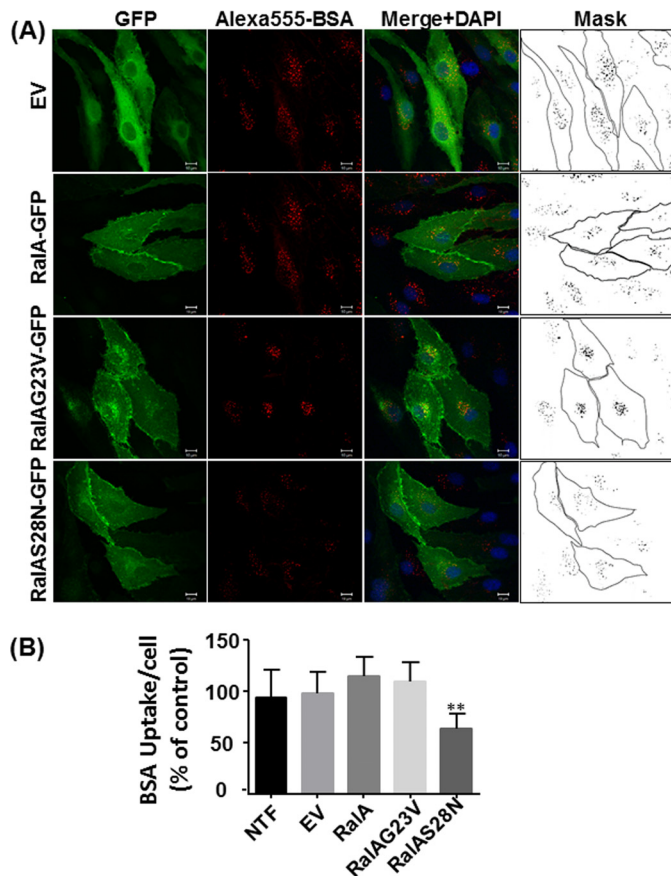 (A)
GFP Alexa555-BSA Merge+DAPI Mask
EV
RalA-GFP
RalAG23V-GFP
RalAS28N-GFP
(B)
BSA Uptake/cell
(% of control)
150
100
50
0
**
NTF EV RalA RalAG23V RalAS28N